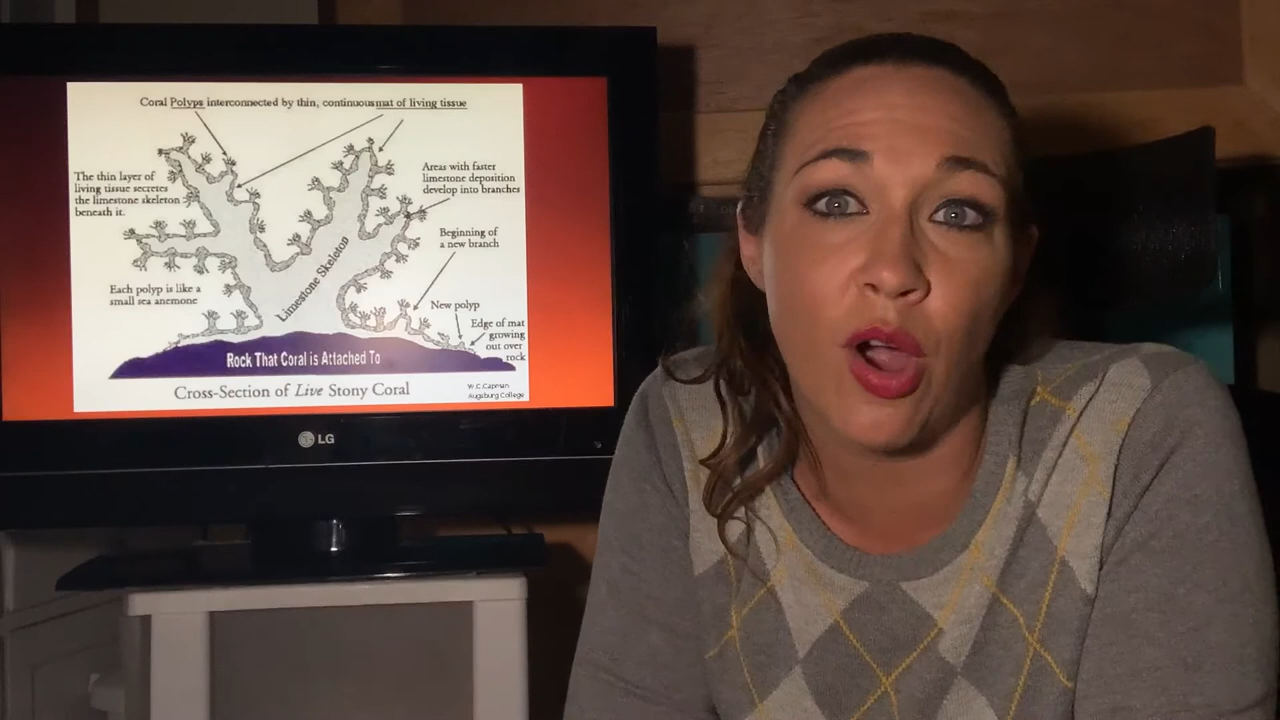 Coral Polyps interconnected by thin, continuous mat of living tissue
The thin layer of
living tissue secretes
the limestone skeleton
beneath it.
Areas with faster
limestone deposition
develop into branches
Beginning of
a new branch
Each polyp is like a
small sea anemone
Limestone Skeleton
New polyp
Edge of mat
growing
out over
rock
Rock That Coral is Attached To
Cross-Section of Live Stony Coral
W.C.Capman
Augsburg College
LG